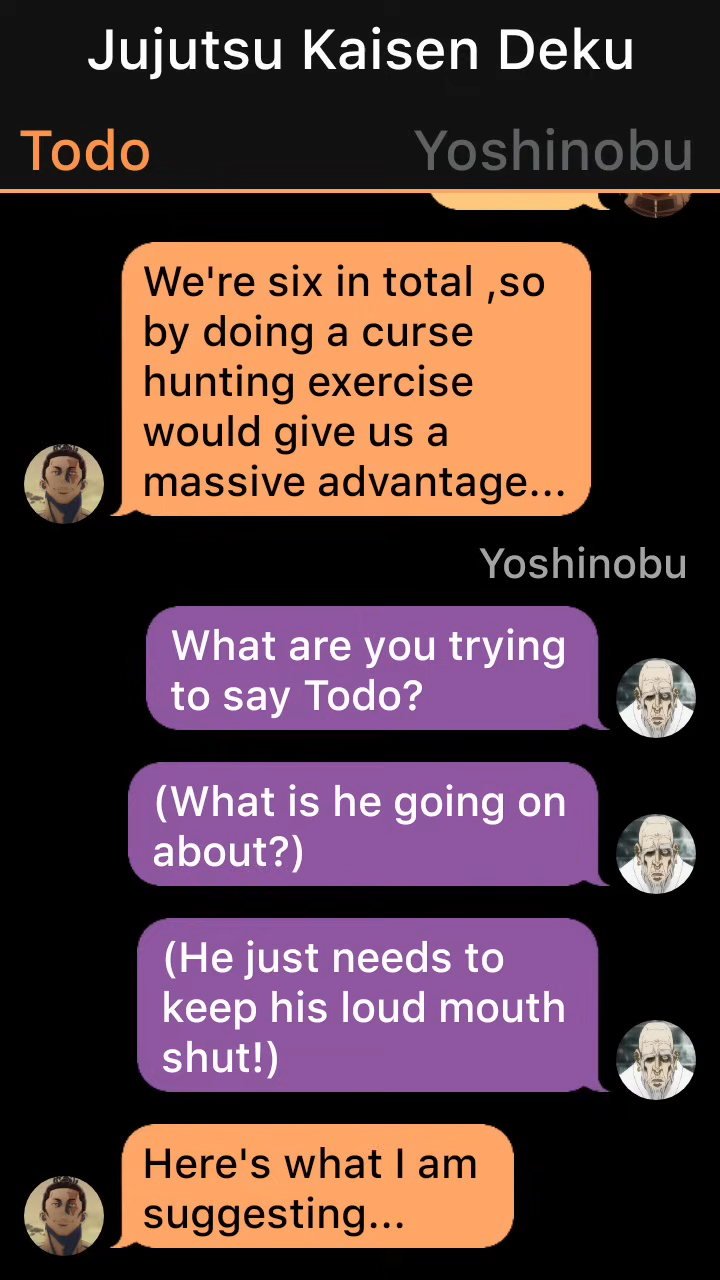 Jujutsu Kaisen Deku
Todo
Yoshinobu
We're six in total ,so
by doing a curse
hunting exercise
would give us a
massive advantage...
Yoshinobu
What are you trying
to say Todo?
(What is he going on
about?)
(He just needs to
keep his loud mouth
shut!)
Here's what I am
suggesting...